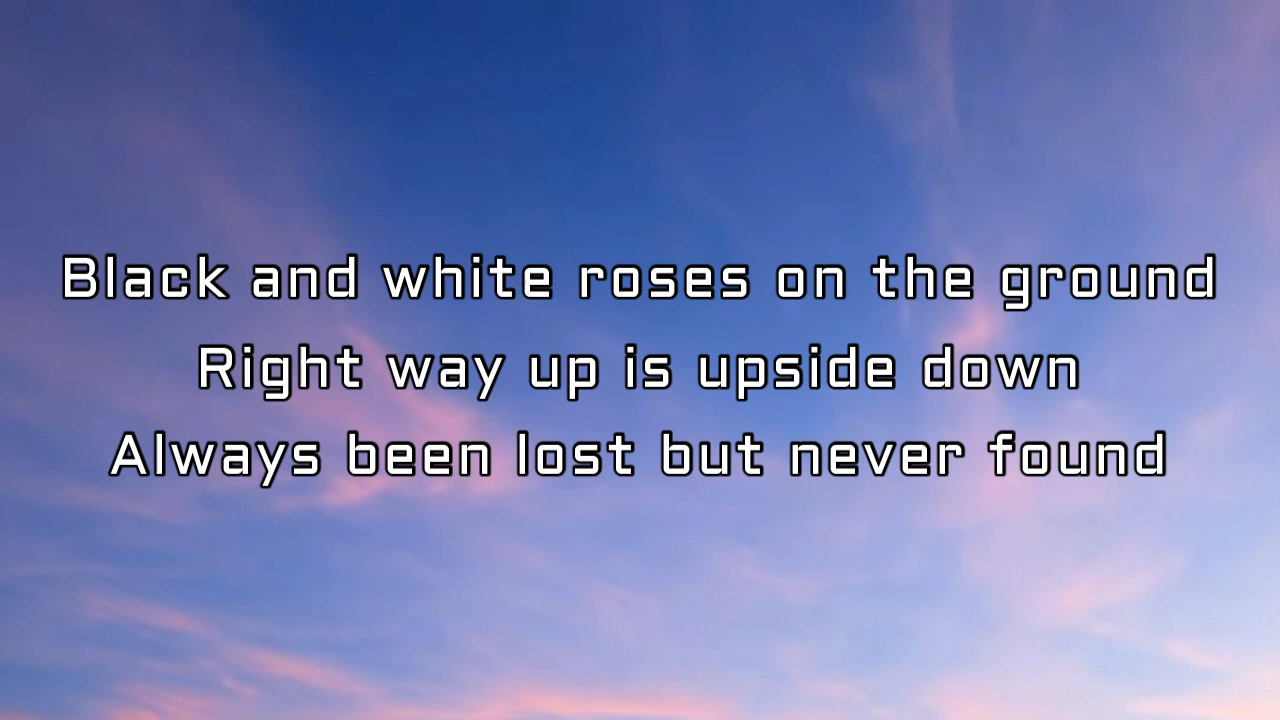 Black and white roses on the ground
Right way up is upside down
Always been lost but never found